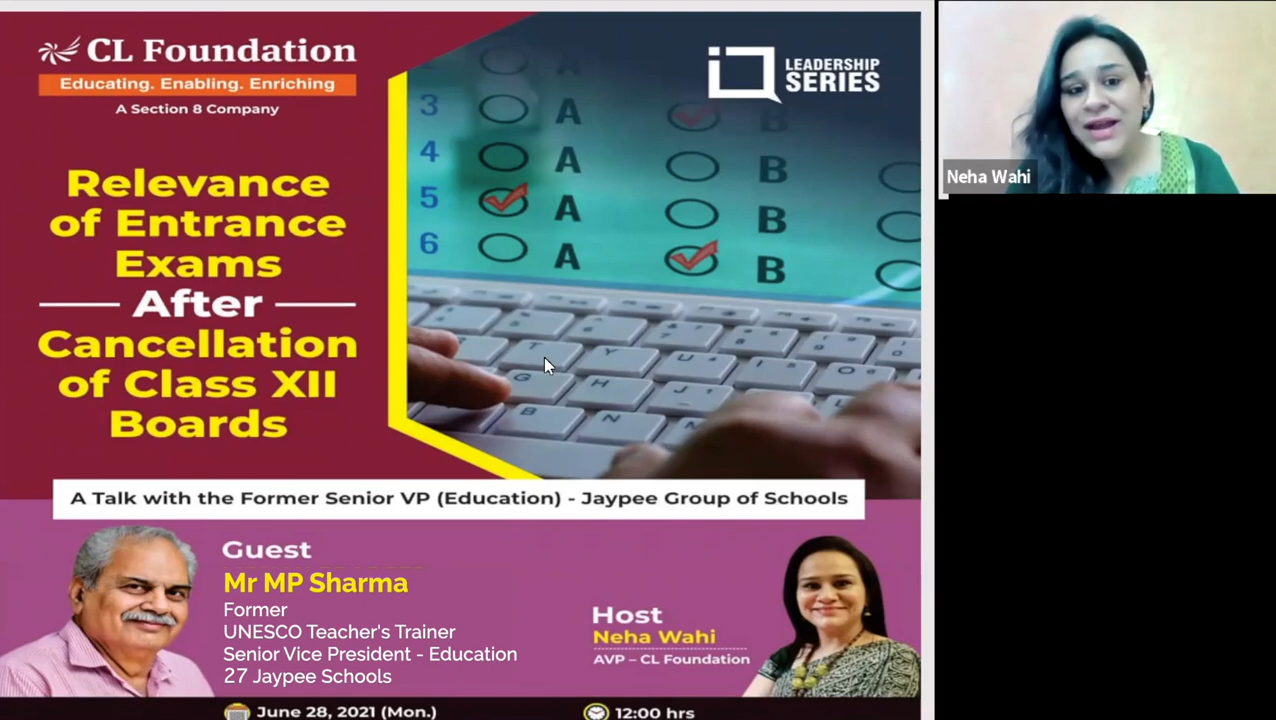 CL Foundation
Educating. Enabling. Enriching
A Section 8 Company
LEADERSHIP
SERIES
Relevance
of Entrance
Exams
After
Cancellation
of Class XII
Boards
3 A B
4 A B
5 A B
6 A B
T Y U I O
G H J
B N M
A Talk with the Former Senior VP (Education) - Jaypee Group of Schools
Guest
Mr MP Sharma
Former
UNESCO Teacher's Trainer
Senior Vice President - Education
27 Jaypee Schools
Host
Neha Wahi
AVP – CL Foundation
June 28, 2021 (Mon.)
12:00 hrs
Neha Wahi